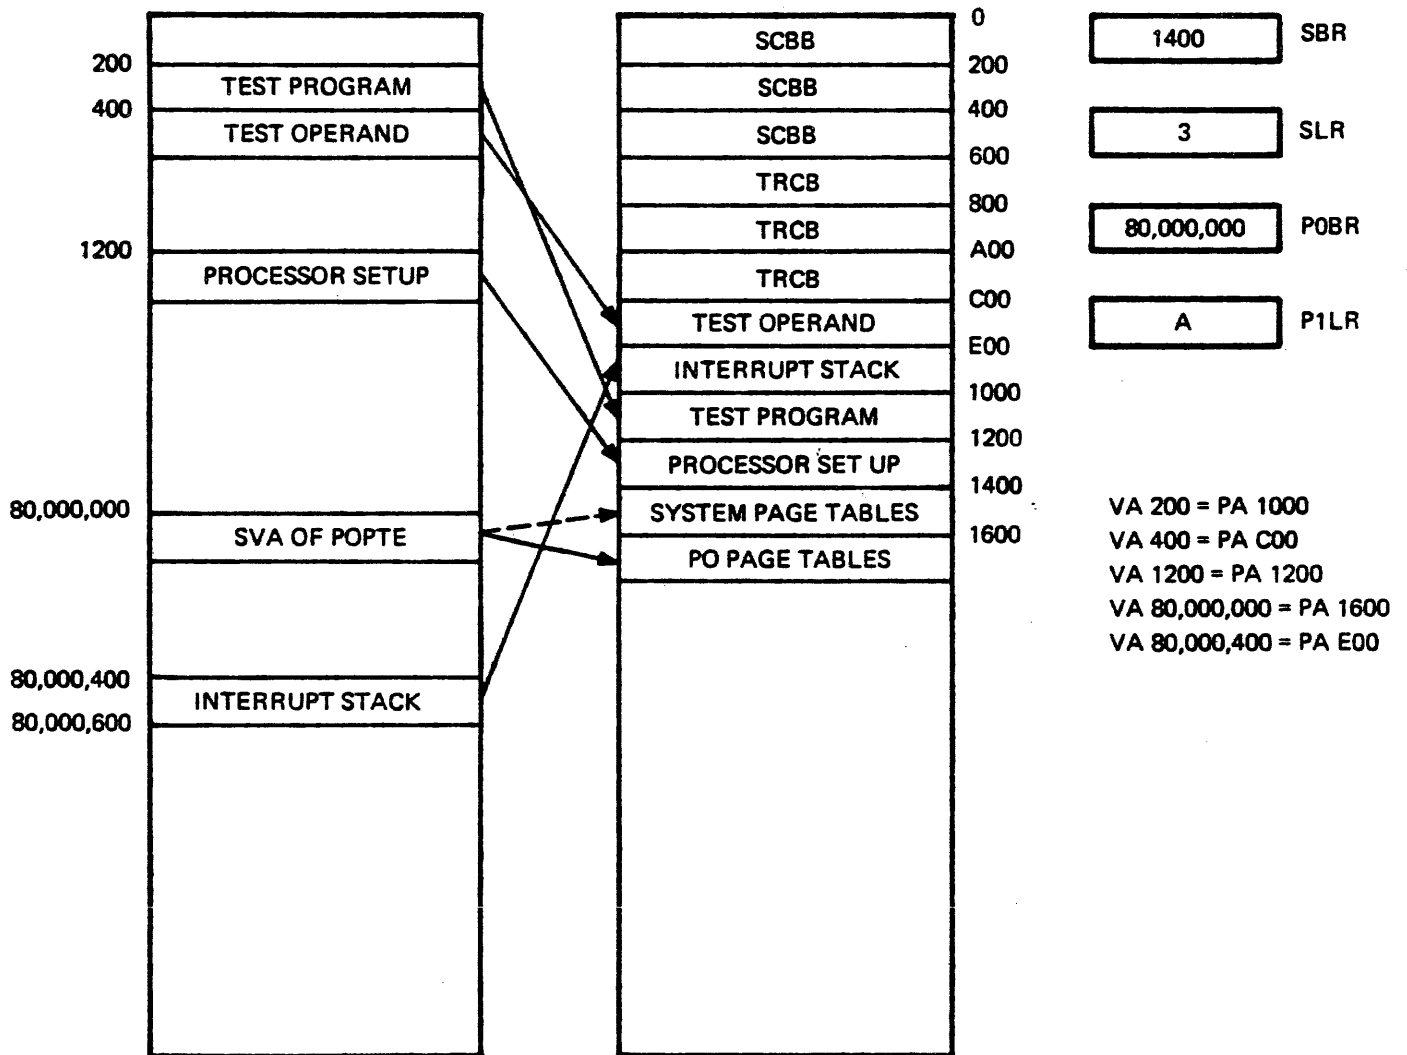 200
TEST PROGRAM
400
TEST OPERAND
1200
PROCESSOR SETUP
80,000,000
SVA OF POPTE
80,000,400
INTERRUPT STACK
80,000,600
0
SCBB
200
SCBB
400
SCBB
600
TRCB
800
TRCB
A00
TRCB
C00
TEST OPERAND
E00
INTERRUPT STACK
1000
TEST PROGRAM
1200
PROCESSOR SET UP
1400
SYSTEM PAGE TABLES
1600
PO PAGE TABLES
1400 SBR
3 SLR
80,000,000 P0BR
A P1LR
VA 200 = PA 1000
VA 400 = PA C00
VA 1200 = PA 1200
VA 80,000,000 = PA 1600
VA 80,000,400 = PA E00